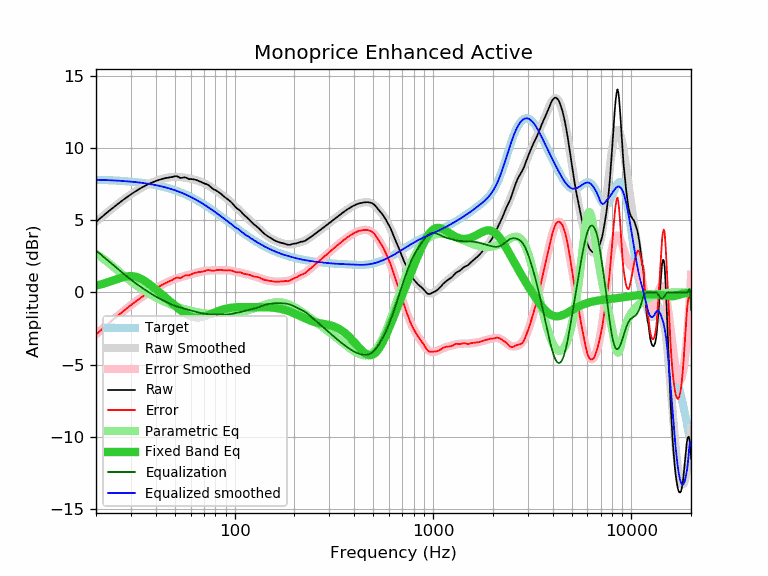 Monoprice Enhanced Active
15
10
5
0
−5
−10
−15
Amplitude (dBr)
Target
Raw Smoothed
Error Smoothed
Raw
Error
Parametric Eq
Fixed Band Eq
Equalization
Equalized smoothed
100
1000
10000
Frequency (Hz)